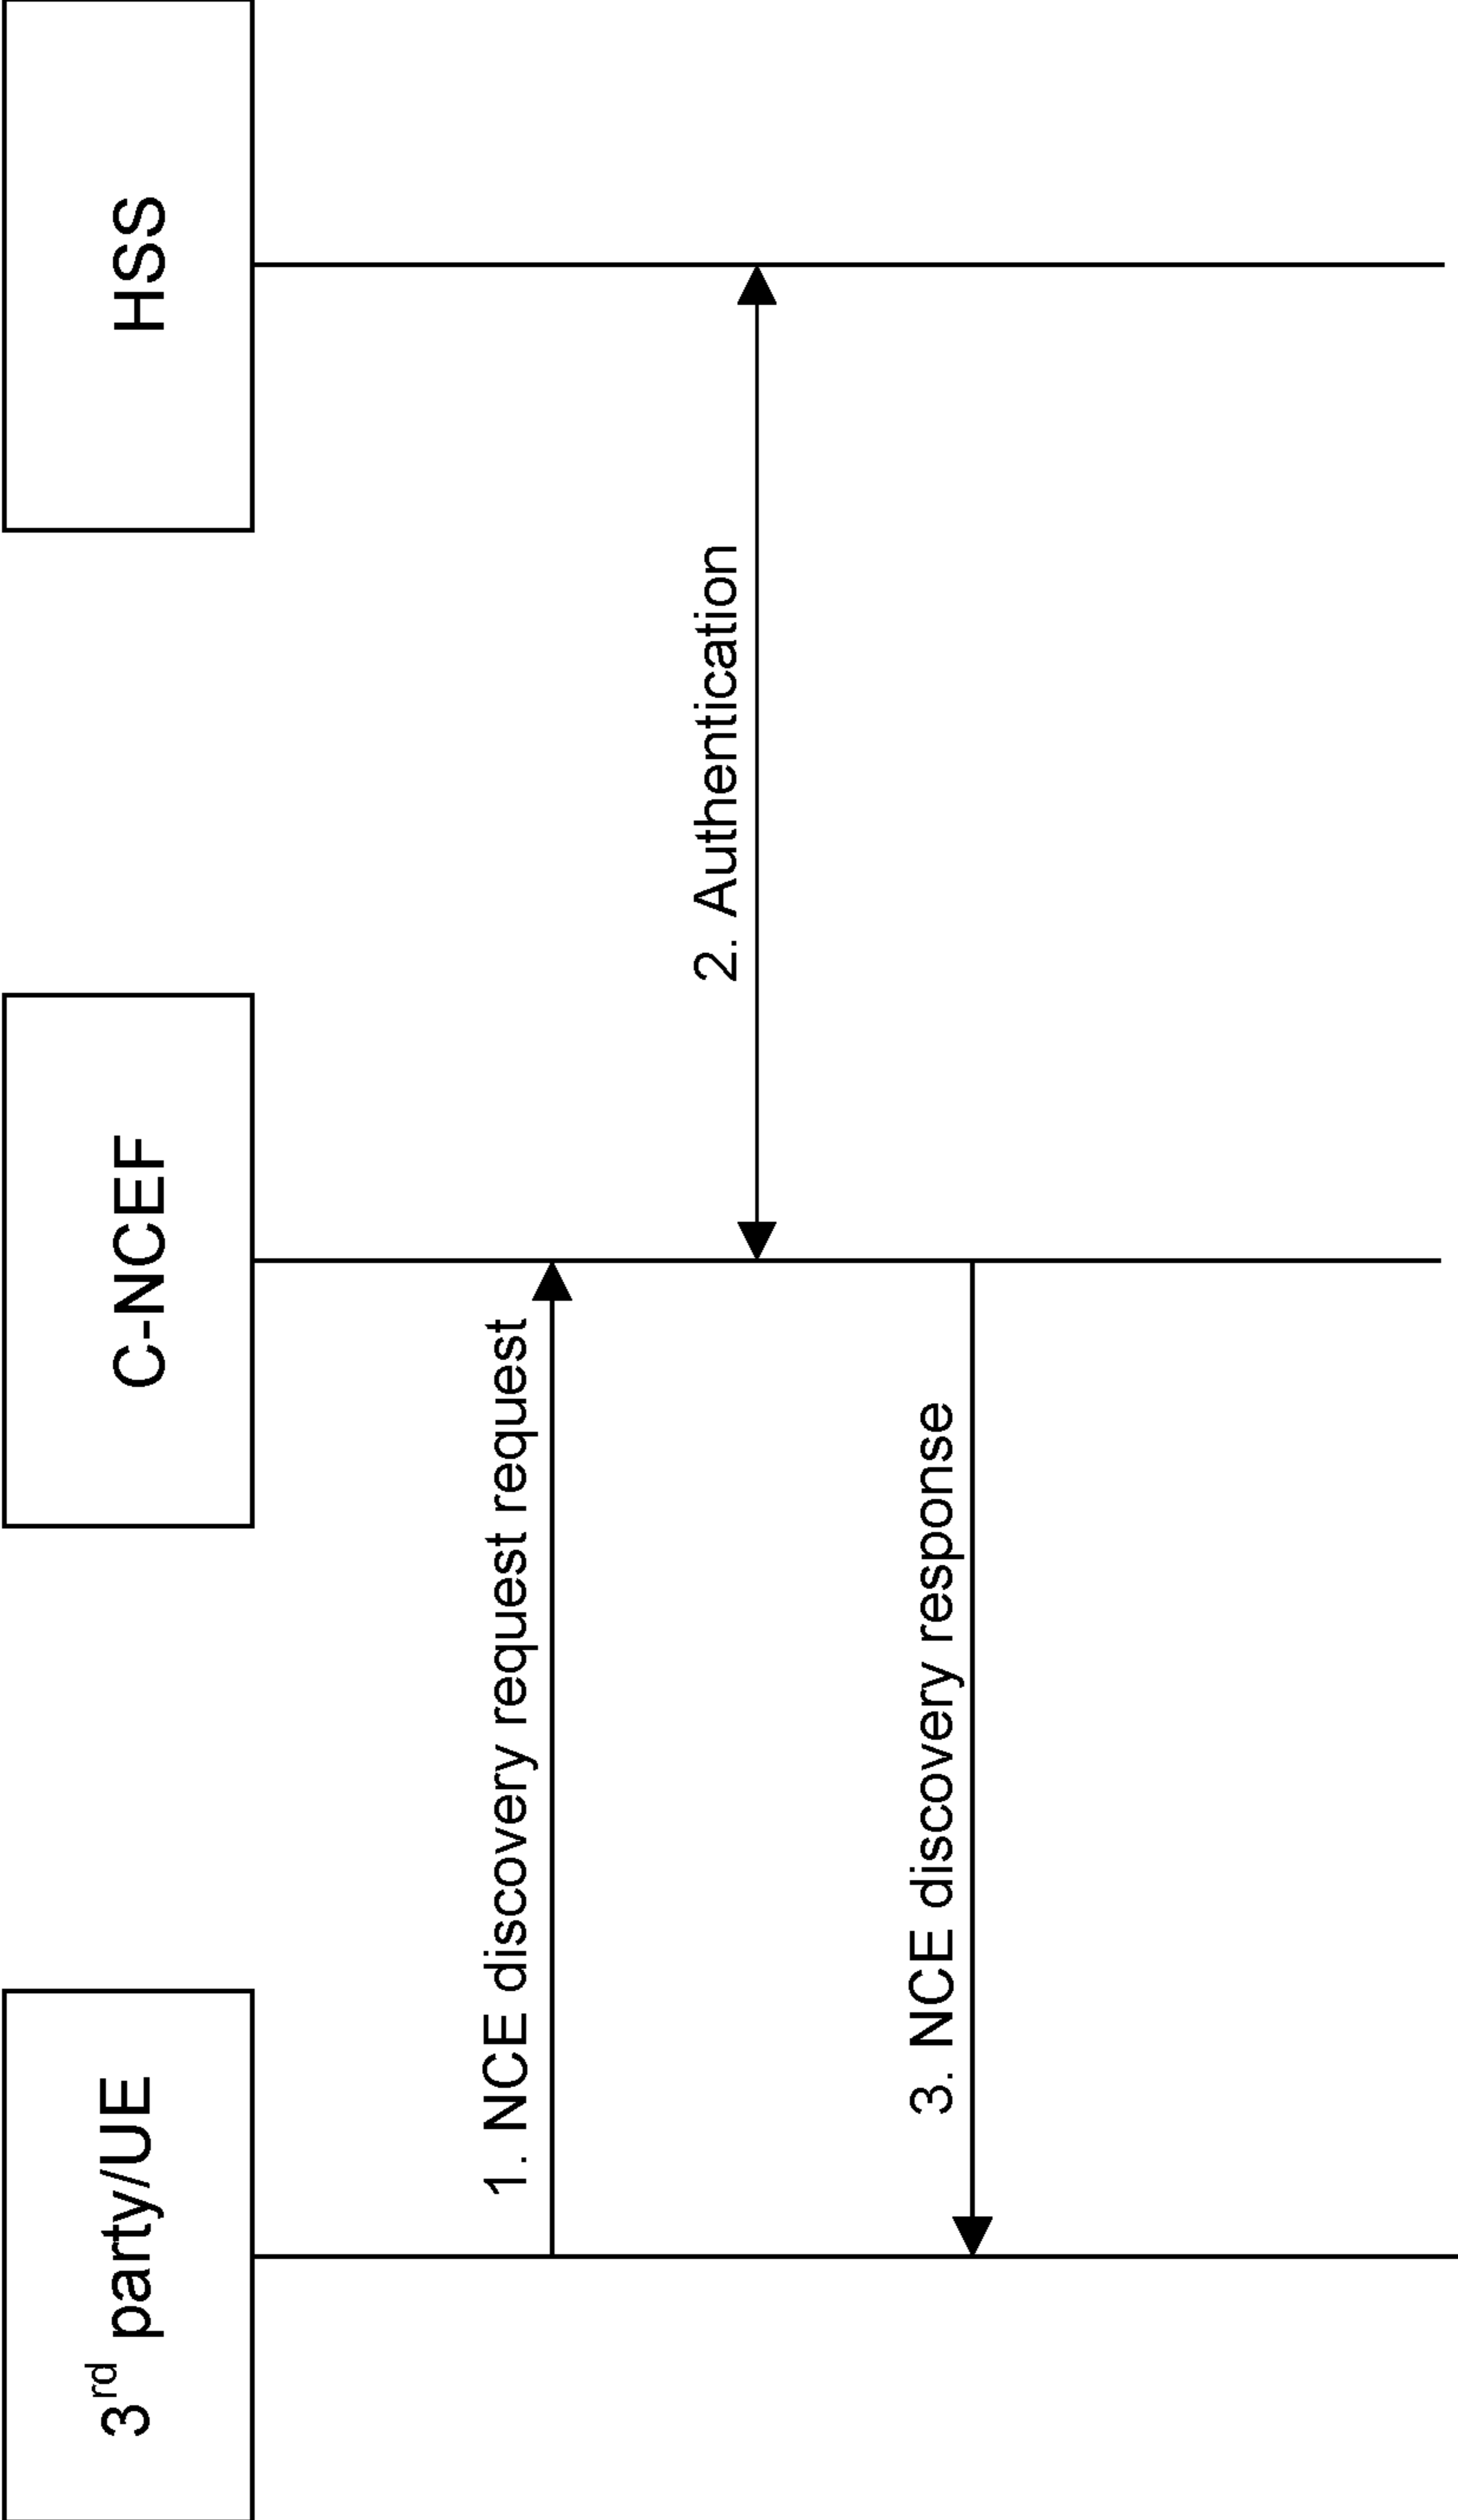 3rd party/UE
C-NCEF
HSS
1. NCE discovery request request
2. Authentication
3. NCE discovery response